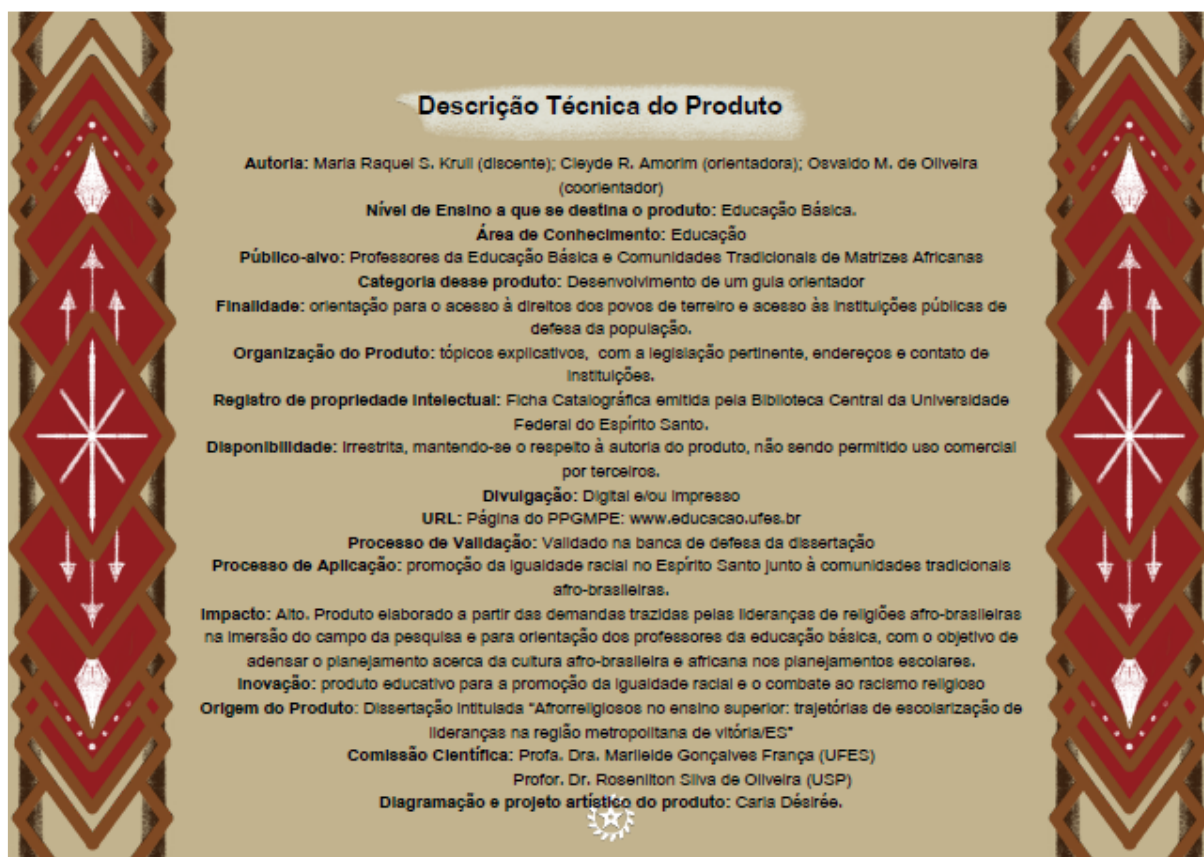 Descrição Técnica do Produto
Autoria: Maria Raquel S. Krull (discente); Cleyde R. Amorim (orientadora); Osvaldo M. de Oliveira
(coorientador)
Nível de Ensino a que se destina o produto: Educação Básica.
Área de Conhecimento: Educação
Público-alvo: Professores da Educação Básica e Comunidades Tradicionais de Matrizes Africanas
Categoria desse produto: Desenvolvimento de um guia orientador
Finalidade: orientação para o acesso à direitos dos povos de terreiro e acesso às instituições públicas de
defesa da população.
Organização do Produto: tópicos explicativos, com a legislação pertinente, endereços e contato de
instituições.
Registro de propriedade Intelectual: Ficha Catalográfica emitida pela Biblioteca Central da Universidade
Federal do Espírito Santo.
Disponibilidade: Irrestrita, mantendo-se o respeito à autoria do produto, não sendo permitido uso comercial
por terceiros.
Divulgação: Digital e/ou Impresso
URL: Página do PPGMPE: www.educacao.ufes.br
Processo de Validação: Validado na banca de defesa da dissertação
Processo de Aplicação: promoção da igualdade racial no Espírito Santo junto à comunidades tradicionais
afro-brasileiras.
Impacto: Alto. Produto elaborado a partir das demandas trazidas pelas lideranças de religiões afro-brasileiras
na imersão do campo da pesquisa e para orientação dos professores da educação básica, com o objetivo de
adensar o planejamento acerca da cultura afro-brasileira e africana nos planejamentos escolares.
Inovação: produto educativo para a promoção da igualdade racial e o combate ao racismo religioso
Origem do Produto: Dissertação intitulada "Afrorreligiosos no ensino superior: trajetórias de escolarização de
lideranças na região metropolitana de vitória/ES"
Comissão Científica: Profa. Dra. Marileide Gonçalves França (UFES)
Profor. Dr. Rosenilton Silva de Oliveira (USP)
Diagramação e projeto artístico do produto: Carla Désirée.